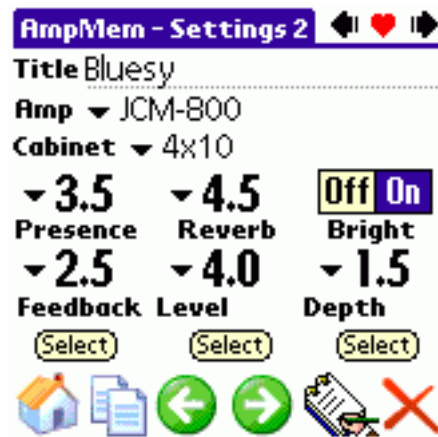 AmpMem - Settings 2
Title Bluesy
Amp JCM-800
Cabinet 4x10
3.5 4.5 Off On
Presence Reverb Bright
2.5 4.0 1.5
Feedback Level Depth
Select Select Select